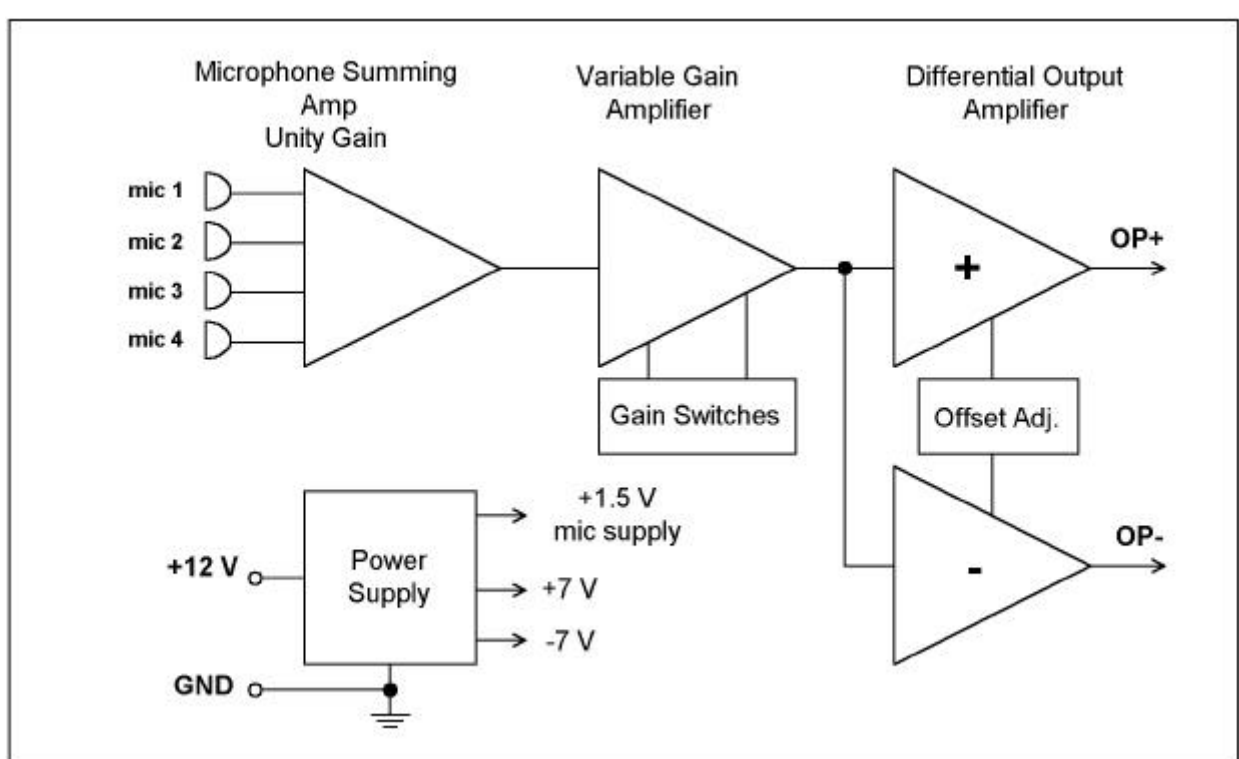 Microphone Summing
Amp
Unity Gain
Variable Gain
Amplifier
Differential Output
Amplifier
mic 1
mic 2
mic 3
mic 4
+
OP+
Gain Switches
Offset Adj.
-
OP-
+12 V
Power
Supply
+1.5 V
mic supply
+7 V
-7 V
GND